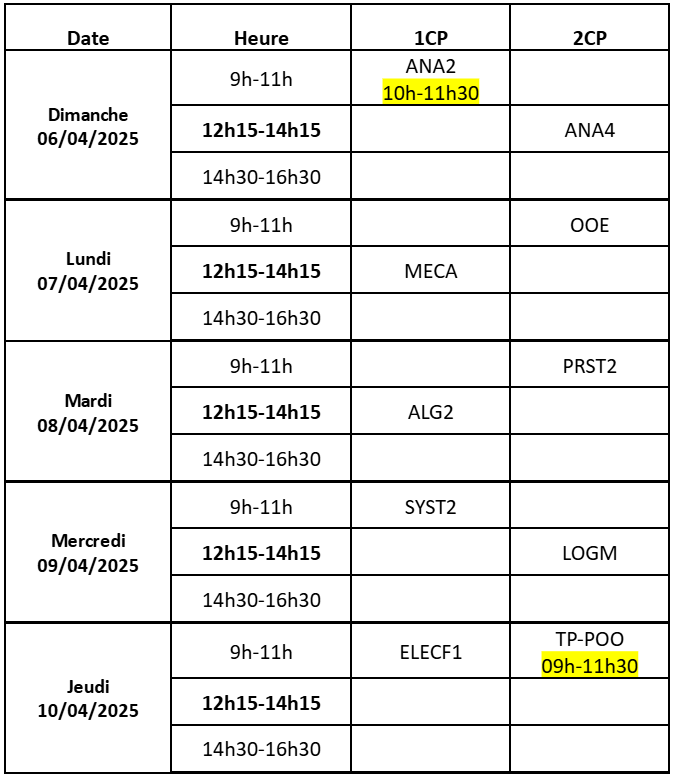 Date Heure 1CP 2CP
Dimanche
06/04/2025
9h-11h
ANA2
10h-11h30
12h15-14h15 ANA4
14h30-16h30
Lundi
07/04/2025
9h-11h OOE
12h15-14h15 MECA
14h30-16h30
Mardi
08/04/2025
9h-11h PRST2
12h15-14h15 ALG2
14h30-16h30
Mercredi
09/04/2025
9h-11h SYST2
12h15-14h15 LOGM
14h30-16h30
Jeudi
10/04/2025
9h-11h ELECF1
TP-POO
09h-11h30
12h15-14h15
14h30-16h30